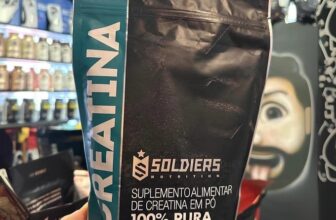 CREATINA
SOLDIERS
NUTRITION
SUPLEMENTO ALIMENTAR
DE CREATINA EM PÓ
100% PURA